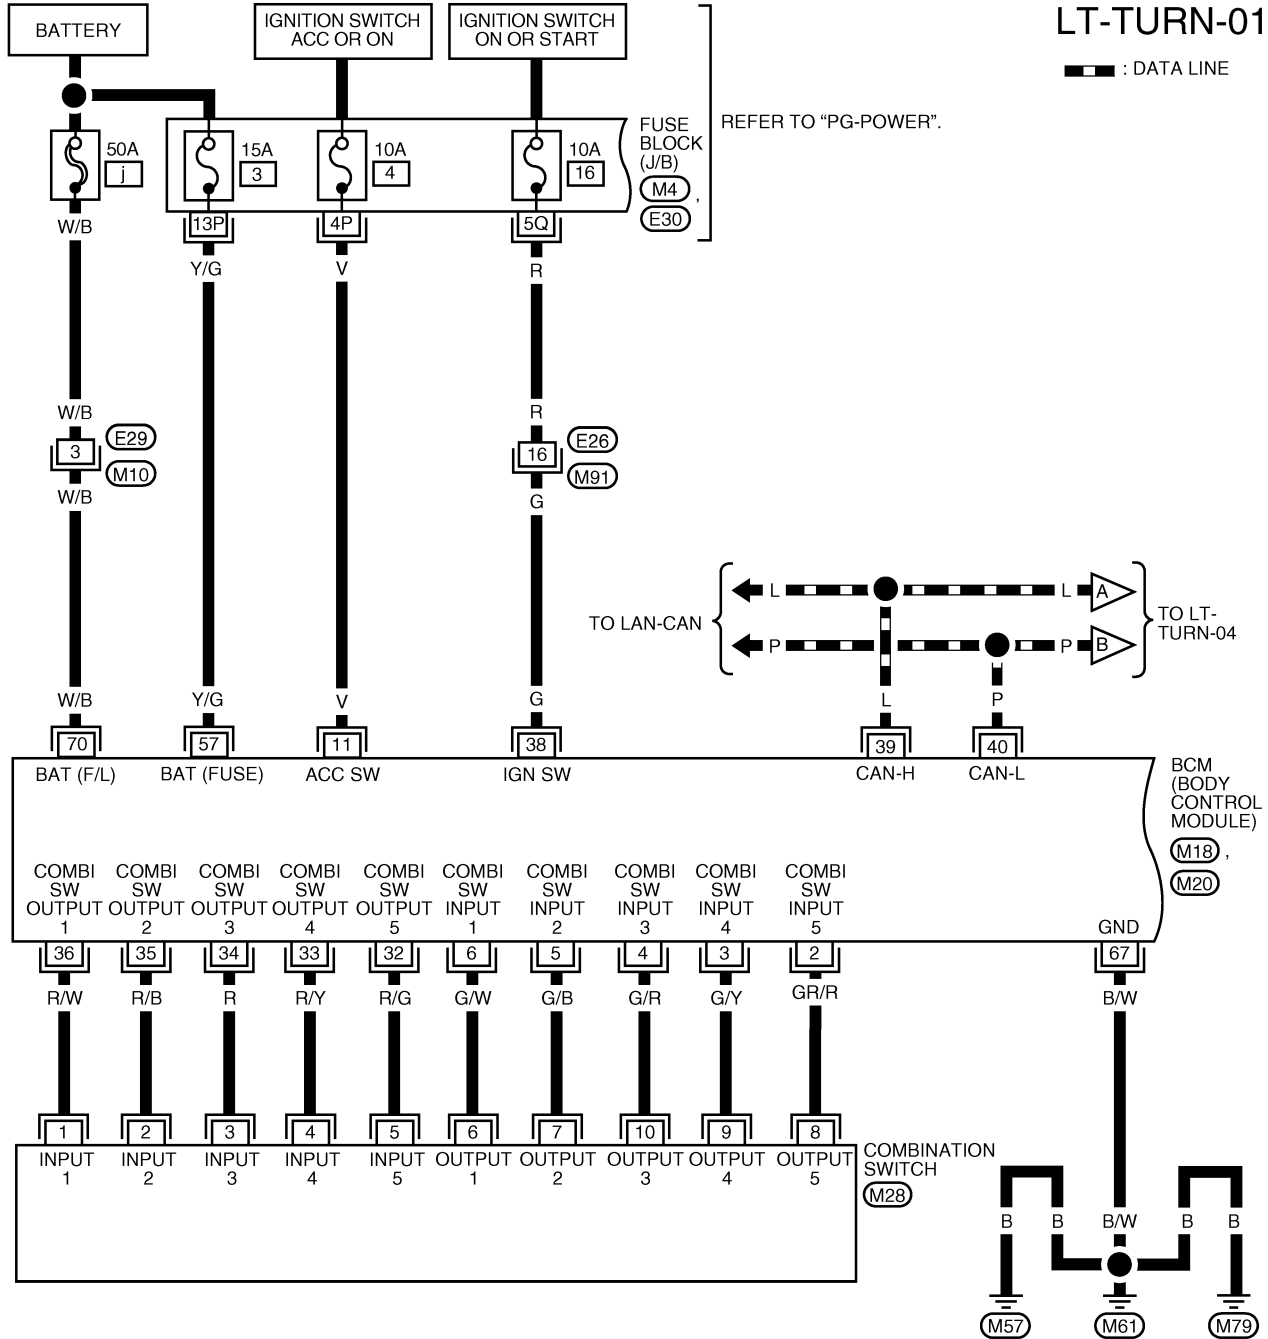 LT-TURN-01
: DATA LINE
BATTERY
IGNITION SWITCH
ACC OR ON
IGNITION SWITCH
ON OR START
REFER TO “PG-POWER”.
50A
j
15A
3
10A
4
10A
16
FUSE
BLOCK
(J/B)
M4 ,
E30
13P
4P
5Q
W/B
Y/G
V
R
W/B
R
3
E29
M10
16
E26
M91
W/B
G
TO LAN-CAN
L
L
A
P
P
B
TO LT-
TURN-04
W/B
Y/G
V
G
L
P
70
57
11
38
39
40
BAT (F/L)
BAT (FUSE)
ACC SW
IGN SW
CAN-H
CAN-L
BCM
(BODY
CONTROL
MODULE)
M18 ,
M20
COMBI
SW
OUTPUT
1
COMBI
SW
OUTPUT
2
COMBI
SW
OUTPUT
3
COMBI
SW
OUTPUT
4
COMBI
SW
OUTPUT
5
COMBI
SW
INPUT
1
COMBI
SW
INPUT
2
COMBI
SW
INPUT
3
COMBI
SW
INPUT
4
COMBI
SW
INPUT
5
GND
36
35
34
33
32
6
5
4
3
2
67
R/W
R/B
R
R/Y
R/G
G/W
G/B
G/R
G/Y
GR/R
B/W
1
2
3
4
5
6
7
10
9
8
INPUT
1
INPUT
2
INPUT
3
INPUT
4
INPUT
5
OUTPUT
1
OUTPUT
2
OUTPUT
3
OUTPUT
4
OUTPUT
5
COMBINATION
SWITCH
M28
B
B
B/W
B
B
M57
M61
M79